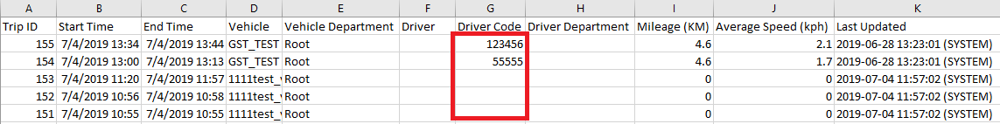 A B C D E F G H I J K
Trip ID Start Time End Time Vehicle Vehicle Department Driver Driver Code Driver Department Mileage (KM) Average Speed (kph) Last Updated
155 7/4/2019 13:34 7/4/2019 13:44 GST_TEST Root 123456 4.6 2.1 2019-06-28 13:23:01 (SYSTEM)
154 7/4/2019 13:00 7/4/2019 13:13 GST_TEST Root 55555 4.6 1.7 2019-06-28 13:23:01 (SYSTEM)
153 7/4/2019 11:20 7/4/2019 11:57 1111test_v Root 0 0 2019-07-04 11:57:02 (SYSTEM)
152 7/4/2019 10:56 7/4/2019 10:58 1111test_v Root 0 0 2019-07-04 11:57:02 (SYSTEM)
151 7/4/2019 10:55 7/4/2019 10:55 1111test_v Root 0 0 2019-07-04 11:57:02 (SYSTEM)